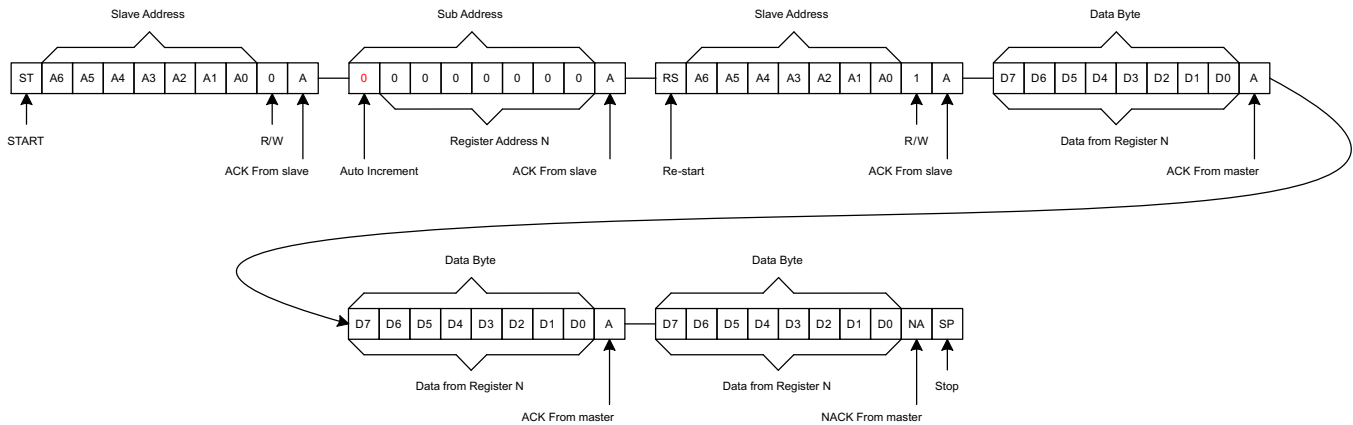 Slave Address Sub Address Slave Address Data Byte
ST A6 A5 A4 A3 A2 A1 A0 0 A 0 0 0 0 0 0 0 0 A RS A6 A5 A4 A3 A2 A1 A0 1 A D7 D6 D5 D4 D3 D2 D1 D0 A
START R/W Register Address N R/W Data from Register N
ACK From slave Auto Increment ACK From slave Re-start ACK From slave ACK From master
Data Byte Data Byte
D7 D6 D5 D4 D3 D2 D1 D0 A D7 D6 D5 D4 D3 D2 D1 D0 NA SP
Data from Register N Data from Register N Stop
ACK From master NACK From master